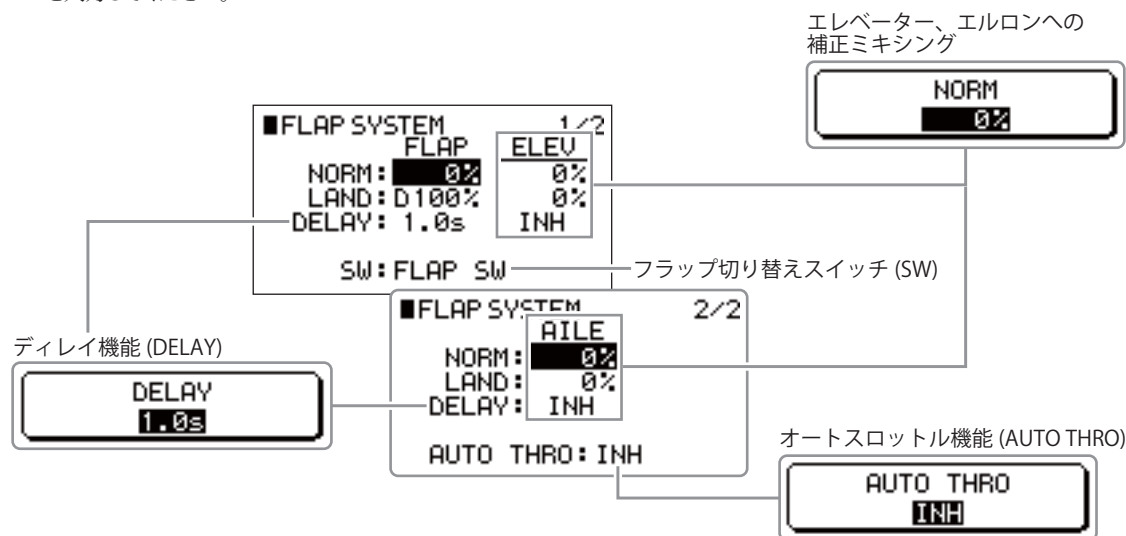 エレベーター、エルロンへの
補正ミキシング
NORM
0%
■FLAP SYSTEM 1/2
FLAP ELEV
NORM: 0% 0%
LAND: D100% 0%
DELAY: 1.0s INH
SW:FLAP SW
フラップ切り替えスイッチ (SW)
■FLAP SYSTEM 2/2
AILE
NORM: 0%
LAND: 0%
DELAY: INH
AUTO THRO:INH
ディレイ機能 (DELAY)
DELAY
1.0s
オートスロットル機能 (AUTO THRO)
AUTO THRO
INH